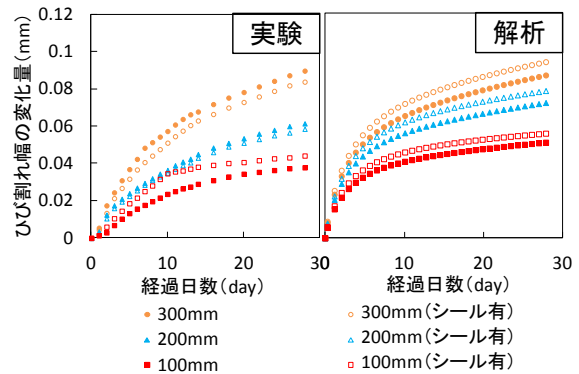 ひび割れ幅の変化量(mm)
0.12
0.1
0.08
0.06
0.04
0.02
0
実験
解析
0 10 20 30
0 10 20 30
経過日数(day)
経過日数(day)
300mm
200mm
100mm
300mm(シール有)
200mm(シール有)
100mm(シール有)